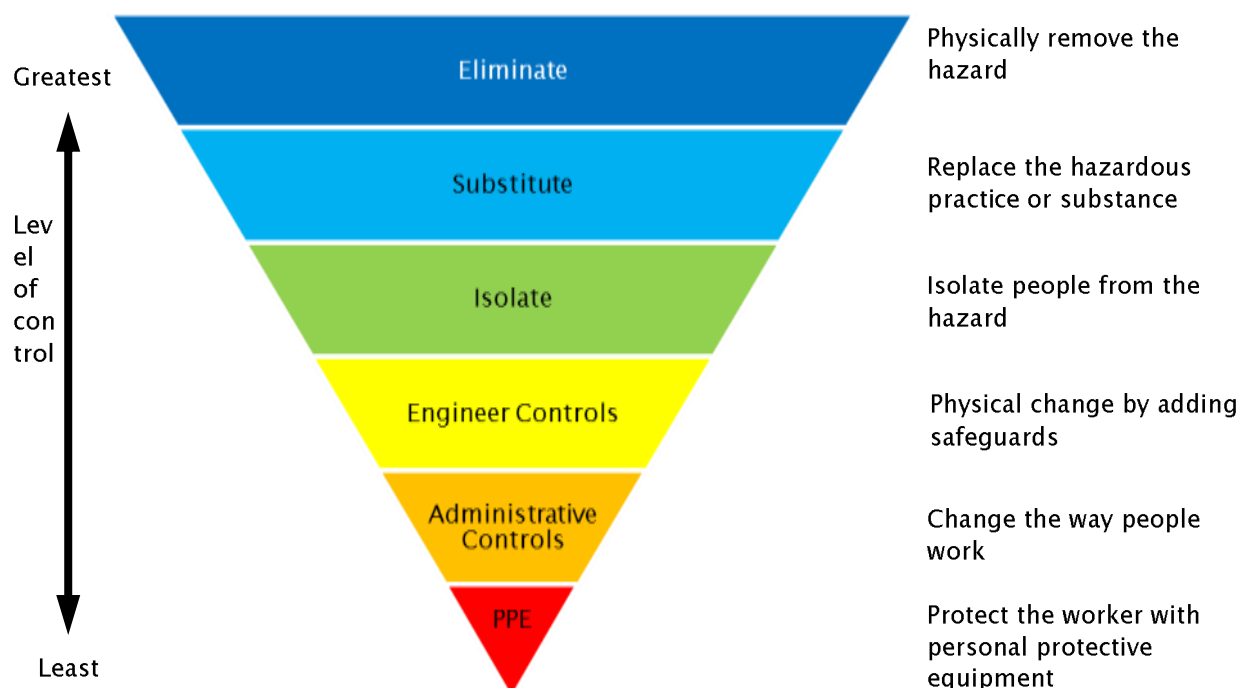 Greatest
Lev
el
of
con
trol
Least
Eliminate
Substitute
Isolate
Engineer Controls
Administrative
Controls
PPE
Physically remove the
hazard
Replace the hazardous
practice or substance
Isolate people from the
hazard
Physical change by adding
safeguards
Change the way people
work
Protect the worker with
personal protective
equipment